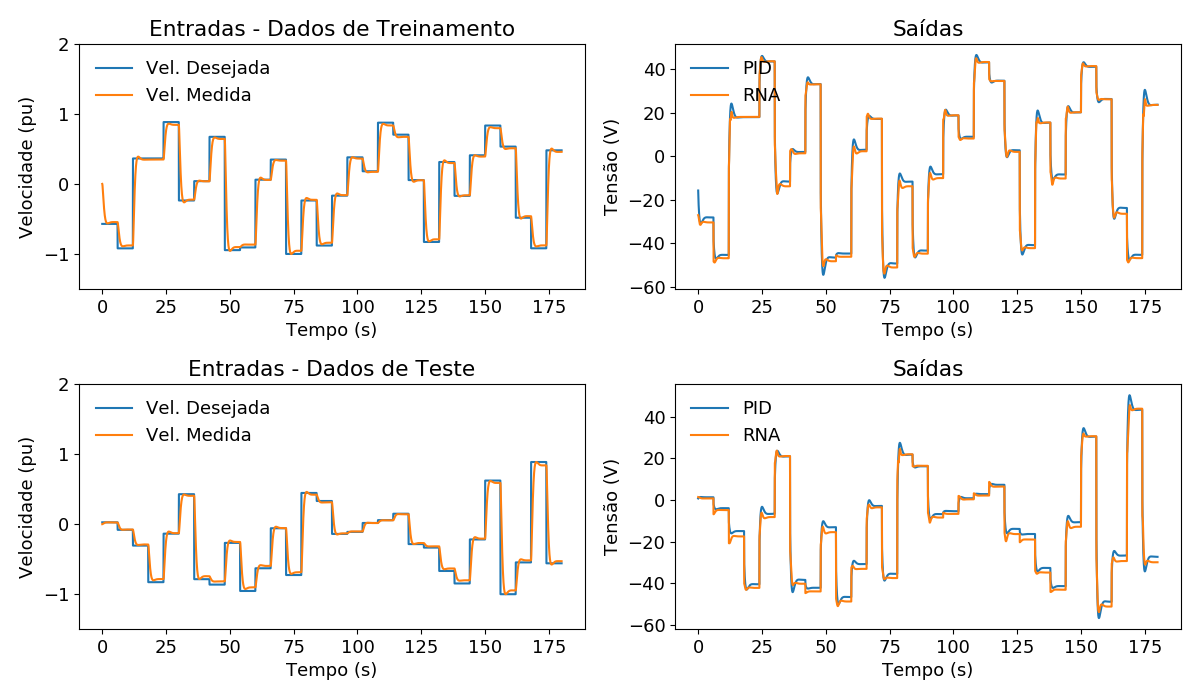 Entradas - Dados de Treinamento
Vel. Desejada
Vel. Medida
Velocidade (pu)
2
1
0
−1
0 25 50 75 100 125 150 175
Tempo (s)
Saídas
PID
RNA
Tensão (V)
40
20
0
−20
−40
−60
0 25 50 75 100 125 150 175
Tempo (s)
Entradas - Dados de Teste
Vel. Desejada
Vel. Medida
Velocidade (pu)
2
1
0
−1
0 25 50 75 100 125 150 175
Tempo (s)
Saídas
PID
RNA
Tensão (V)
40
20
0
−20
−40
−60
0 25 50 75 100 125 150 175
Tempo (s)